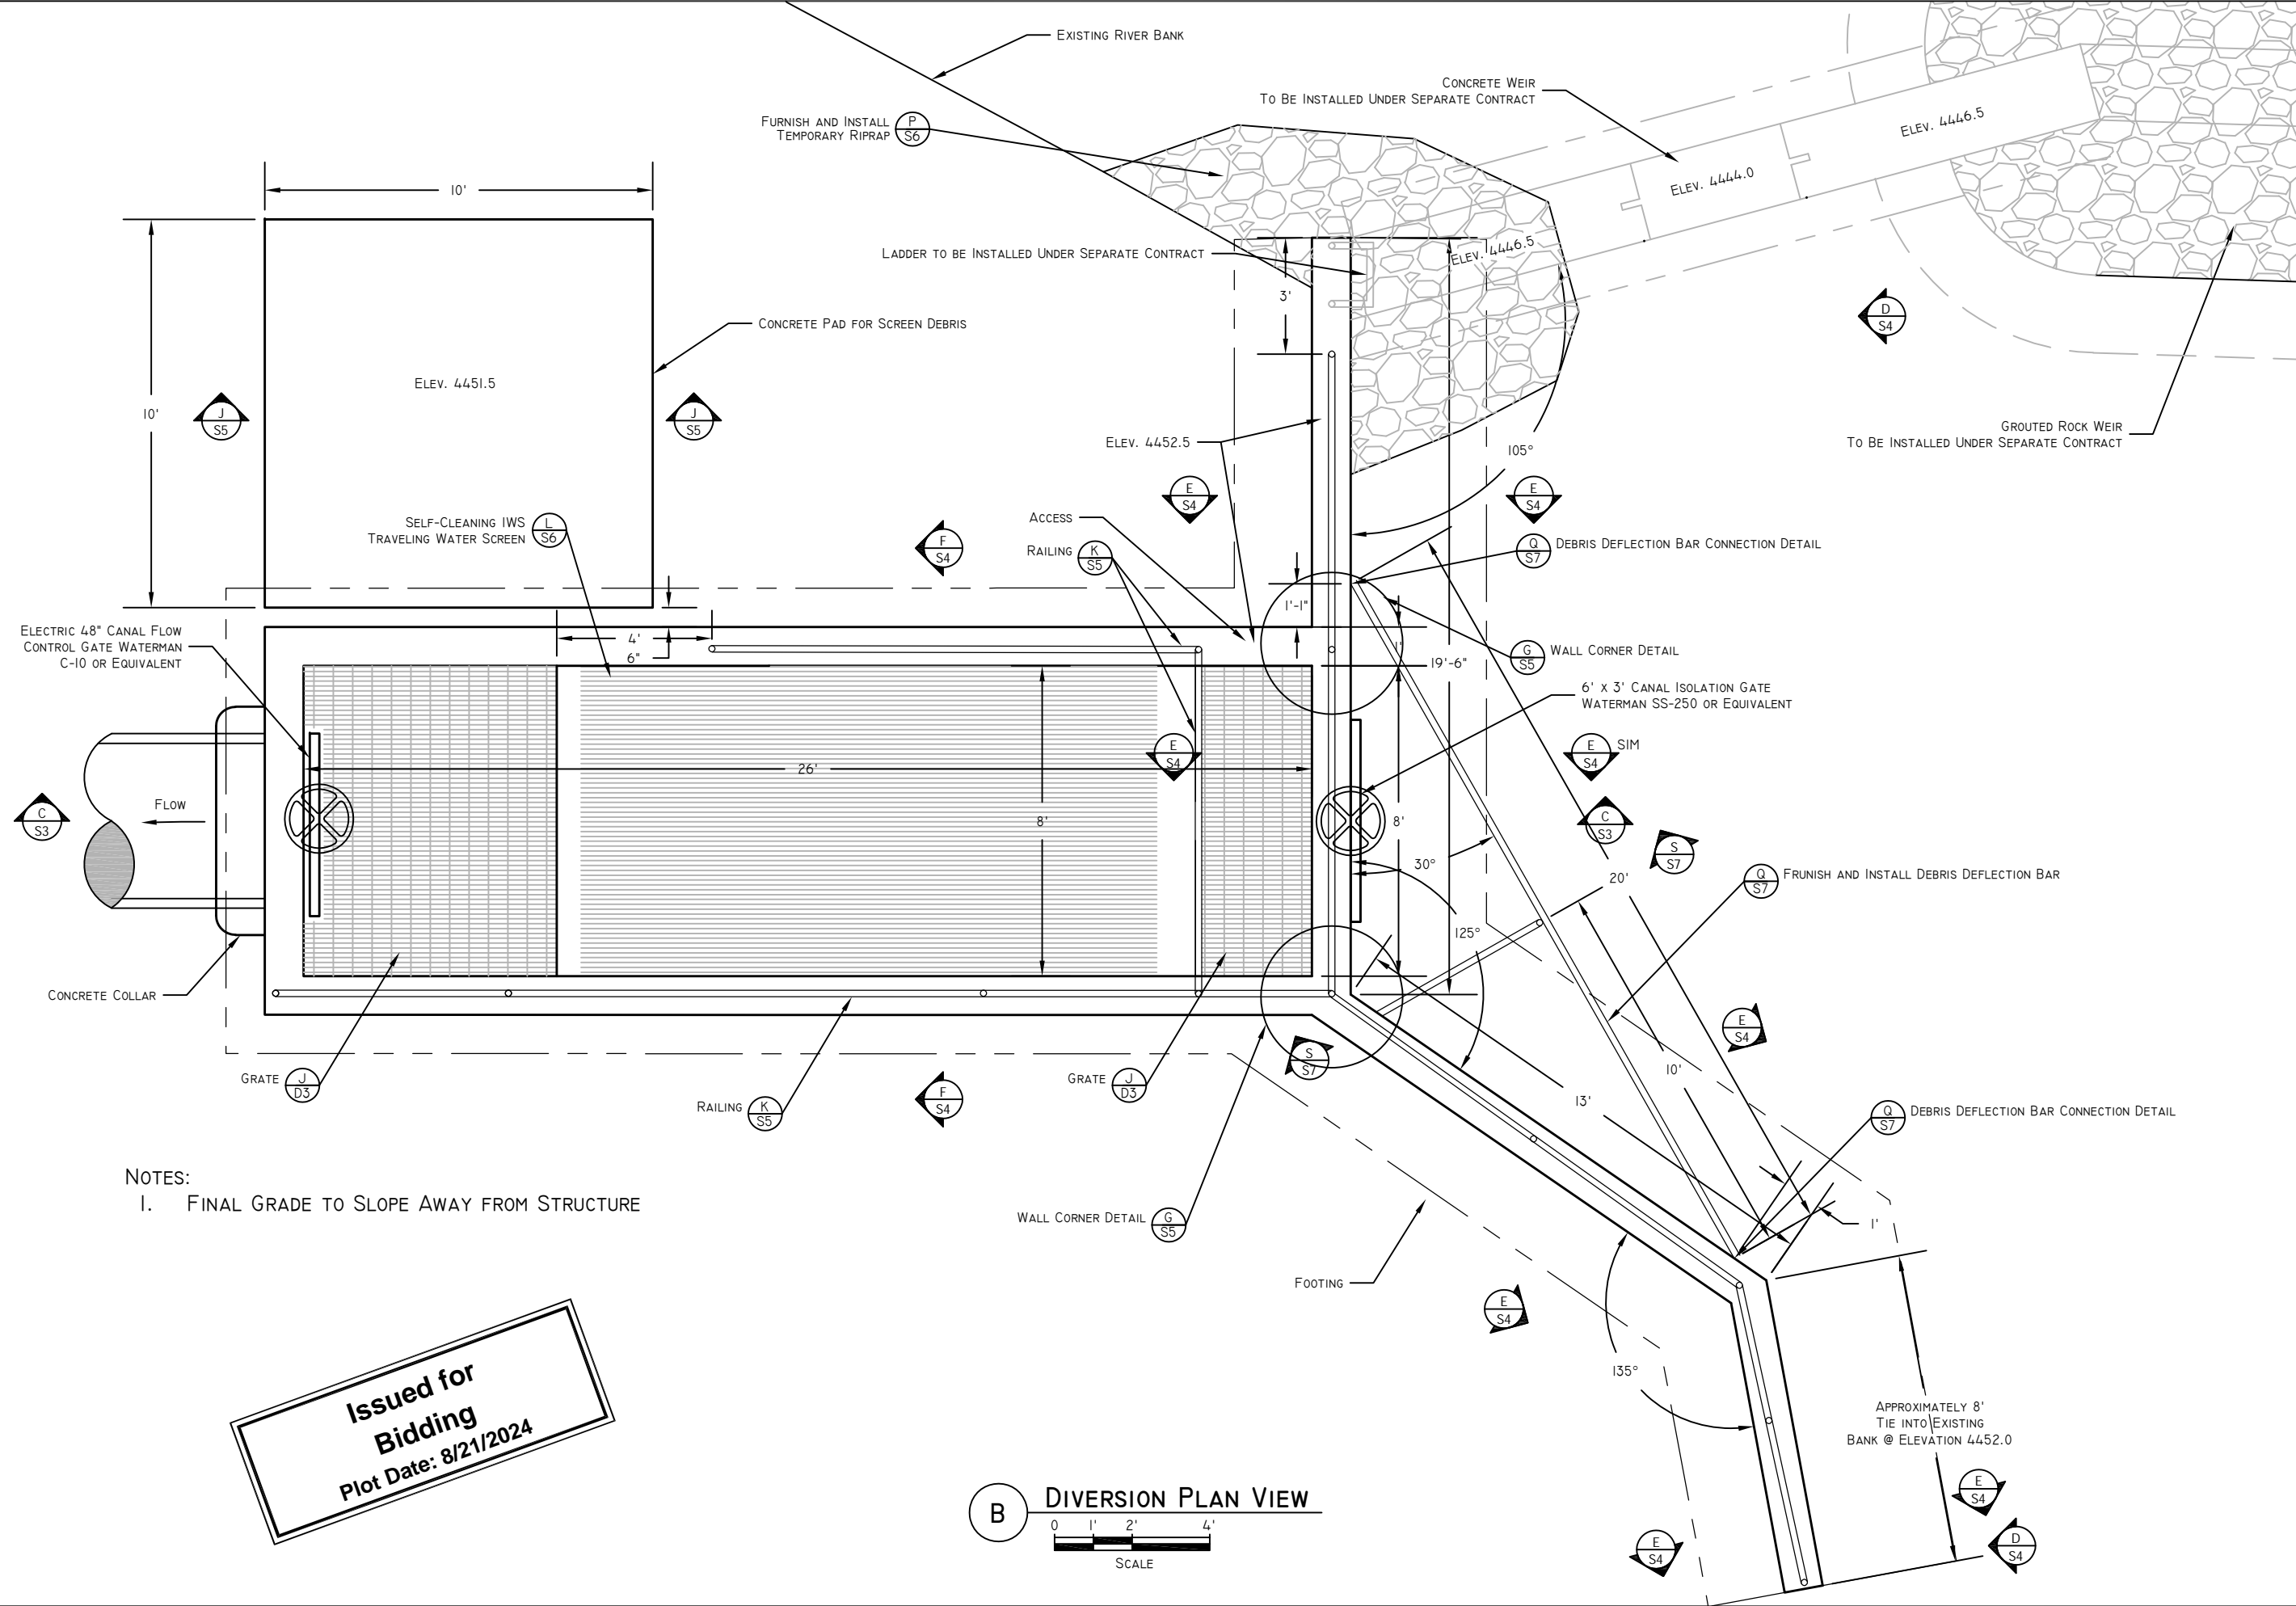 Existing River Bank
Concrete Weir
To Be Installed Under Separate Contract
Furnish and Install
Temporary Riprap
P
S6
Elev. 4446.5
Elev. 4444.0
10'
Ladder to be Installed Under Separate Contract
Elev. 4446.5
3'
D
S4
Concrete Pad for Screen Debris
Elev. 4451.5
10'
J
S5
J
S5
Grouted Rock Weir
To Be Installed Under Separate Contract
Elev. 4452.5
105°
E
S4
E
S4
Self-Cleaning IWS
Traveling Water Screen
L
S6
Access
Railing
K
S5
F
S4
Q
S7
Debris Deflection Bar Connection Detail
1'-1"
Electric 48" Canal Flow
Control Gate Waterman
C-10 or Equivalent
4'
6"
1'
19'-6"
G
S5
Wall Corner Detail
6' x 3' Canal Isolation Gate
Waterman SS-250 or Equivalent
E
S4
E
S4
SIM
26'
Flow
C
S3
8'
8'
C
S3
S
S7
30°
20'
Q
S7
Frunish and Install Debris Deflection Bar
125°
Concrete Collar
E
S4
Grate
J
D3
Grate
J
D3
S
S7
10'
Railing
K
S5
F
S4
13'
Q
S7
Debris Deflection Bar Connection Detail
Notes:
1. Final Grade to Slope Away from Structure
Wall Corner Detail
G
S5
1'
Footing
E
S4
135°
Issued for
Bidding
Plot Date: 8/21/2024
Approximately 8'
Tie into Existing
Bank @ Elevation 4452.0
E
S4
B
Diversion Plan View
0 1' 2' 4'
Scale
E
S4
D
S4